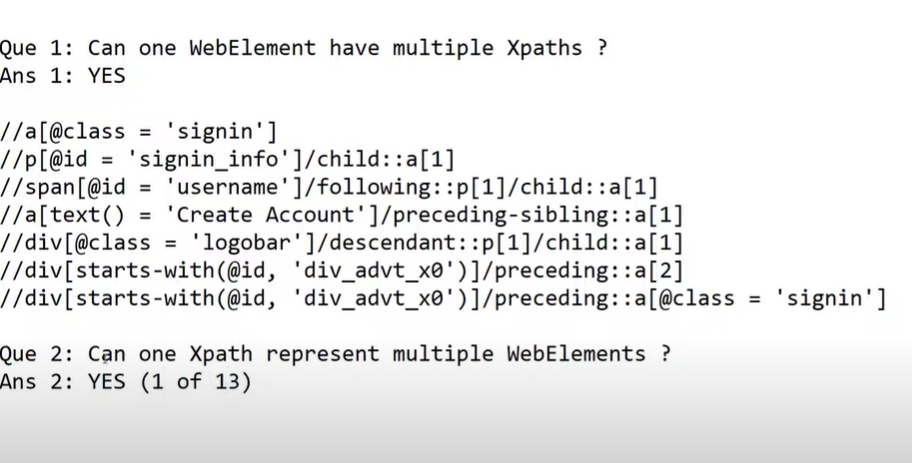 Que 1: Can one WebElement have multiple Xpaths ?
Ans 1: YES
//a[@class = 'signin']
//p[@id = 'signin_info']/child::a[1]
//span[@id = 'username']/following::p[1]/child::a[1]
//a[text() = 'Create Account']/preceding-sibling::a[1]
//div[@class = 'logobar']/descendant::p[1]/child::a[1]
//div[starts-with(@id, 'div_advt_x0')]/preceding::a[2]
//div[starts-with(@id, 'div_advt_x0')]/preceding::a[@class = 'signin']
Que 2: Can one Xpath represent multiple WebElements ?
Ans 2: YES (1 of 13)